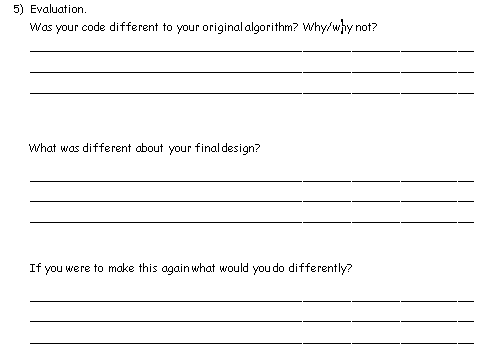 5) Evaluation.
Was your code different to your original algorithm? Why/why not?
What was different about your final design?
If you were to make this again what would you do differently?